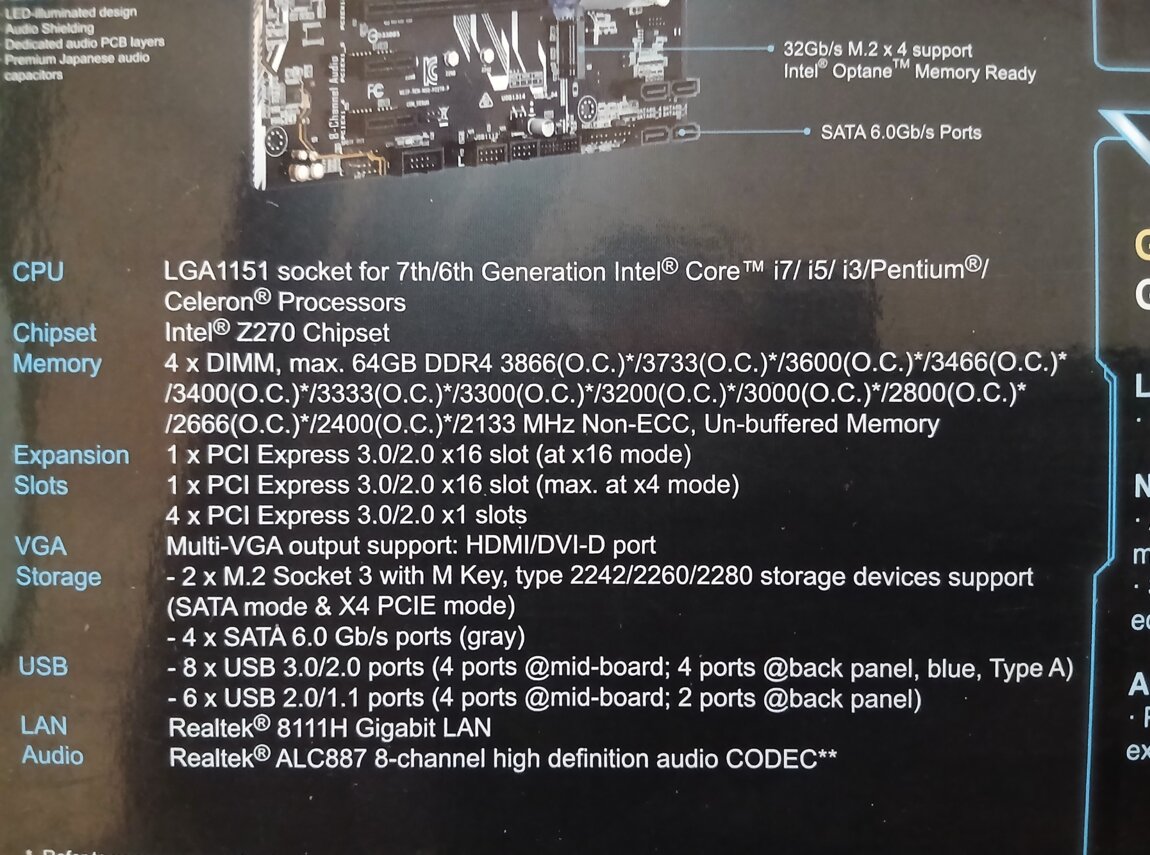 LED-illuminated design
Audio Shielding
Dedicated audio PCB layers
Premium Japanese audio
capacitors
8-Channel Audio
32Gb/s M.2 x 4 support
Intel® Optane™ Memory Ready
SATA 6.0Gb/s Ports
CPU LGA1151 socket for 7th/6th Generation Intel® Core™ i7/ i5/ i3/Pentium®/
Celeron® Processors
Chipset Intel® Z270 Chipset
Memory 4 x DIMM, max. 64GB DDR4 3866(O.C.)*/3733(O.C.)*/3600(O.C.)*/3466(O.C.)*
/3400(O.C.)*/3333(O.C.)*/3300(O.C.)*/3200(O.C.)*/3000(O.C.)*/2800(O.C.)*
/2666(O.C.)*/2400(O.C.)*/2133 MHz Non-ECC, Un-buffered Memory
Expansion 1 x PCI Express 3.0/2.0 x16 slot (at x16 mode)
Slots 1 x PCI Express 3.0/2.0 x16 slot (max. at x4 mode)
4 x PCI Express 3.0/2.0 x1 slots
VGA Multi-VGA output support: HDMI/DVI-D port
Storage - 2 x M.2 Socket 3 with M Key, type 2242/2260/2280 storage devices support
(SATA mode & X4 PCIE mode)
- 4 x SATA 6.0 Gb/s ports (gray)
USB - 8 x USB 3.0/2.0 ports (4 ports @mid-board; 4 ports @back panel, blue, Type A)
- 6 x USB 2.0/1.1 ports (4 ports @mid-board; 2 ports @back panel)
LAN Realtek® 8111H Gigabit LAN
Audio Realtek® ALC887 8-channel high definition audio CODEC**